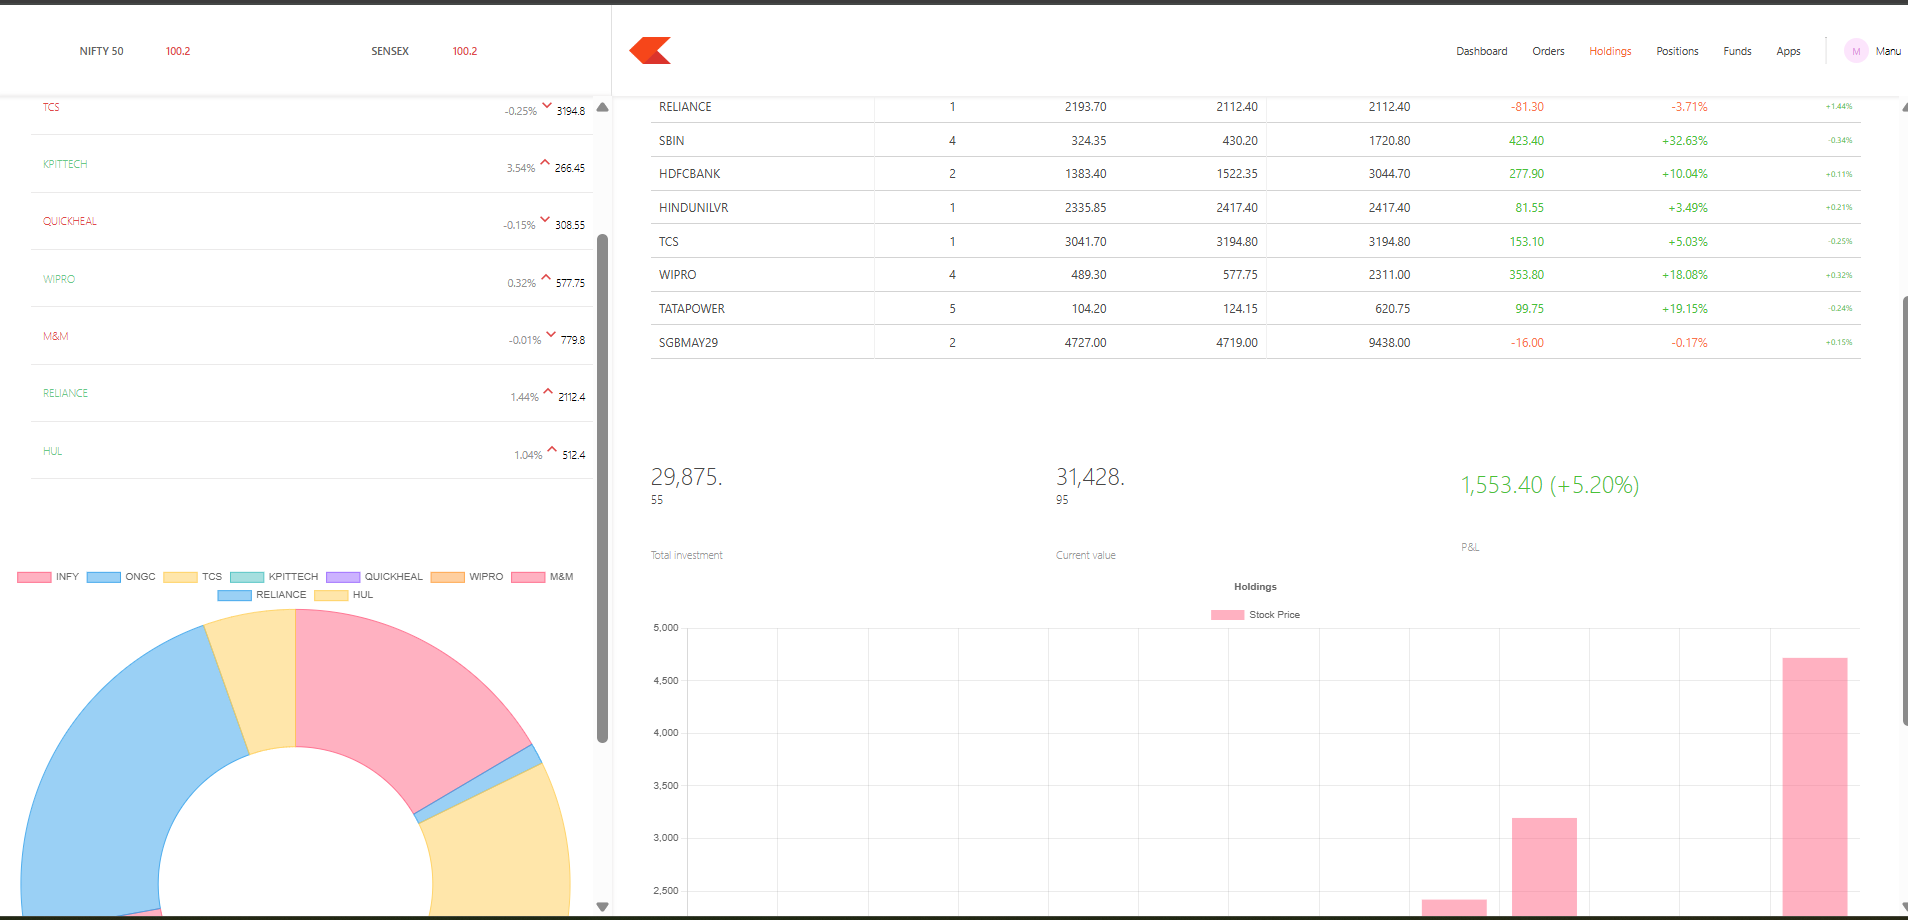 NIFTY 50 100.2 SENSEX 100.2
Dashboard Orders Holdings Positions Funds Apps M Manu
TCS -0.25% 3194.8
KPITTECH 3.54% 266.45
QUICKHEAL -0.15% 308.55
WIPRO 0.32% 577.75
M&M -0.01% 779.8
RELIANCE 1.44% 2112.4
HUL 1.04% 512.4
INFY ONGC TCS KPITTECH QUICKHEAL WIPRO M&M
RELIANCE HUL
RELIANCE 1 2193.70 2112.40 2112.40 -81.30 -3.71% +1.44%
SBIN 4 324.35 430.20 1720.80 423.40 +32.63% -0.34%
HDFCBANK 2 1383.40 1522.35 3044.70 277.90 +10.04% +0.11%
HINDUNILVR 1 2335.85 2417.40 2417.40 81.55 +3.49% +0.21%
TCS 1 3041.70 3194.80 3194.80 153.10 +5.03% -0.25%
WIPRO 4 489.30 577.75 2311.00 353.80 +18.08% +0.32%
TATAPOWER 5 104.20 124.15 620.75 99.75 +19.15% -0.24%
SGBMAY29 2 4727.00 4719.00 9438.00 -16.00 -0.17% +0.15%
29,875.
55
Total investment
31,428.
95
Current value
1,553.40 (+5.20%)
P&L
Holdings
Stock Price
5,000
4,500
4,000
3,500
3,000
2,500